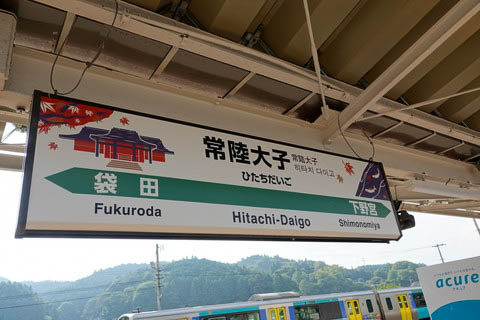 常陸大子
常陸大子
히타치 다이고
ひたちだいご
袋田
下野宮
Fukuroda
Hitachi-Daigo
Shimonomiya
acure